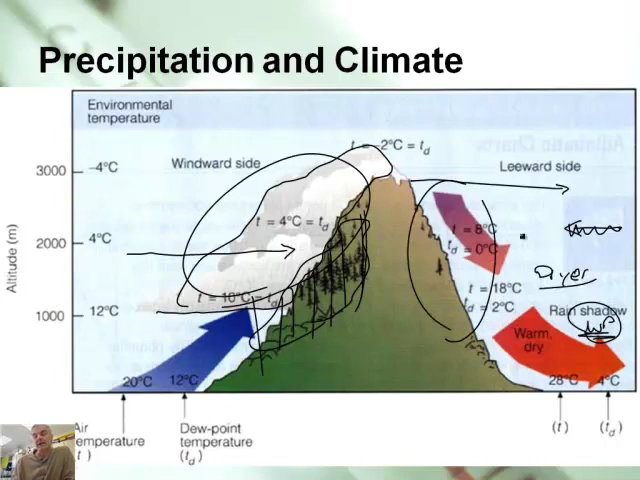 Precipitation and Climate
Environmental
temperature
t = -2°C = td
3000
-4°C
Windward side
Leeward side
t = 4°C = td
t = 8°C
td = 0°C
2000
4°C
Altitude (m)
Dryer
t = 10°C = td
t = 18°C
td = 2°C
1000
12°C
Rain shadow
Warm,
dry
20°C
12°C
28°C
4°C
Air
temperature
(t)
Dew-point
temperature
(td)
(t)
(td)